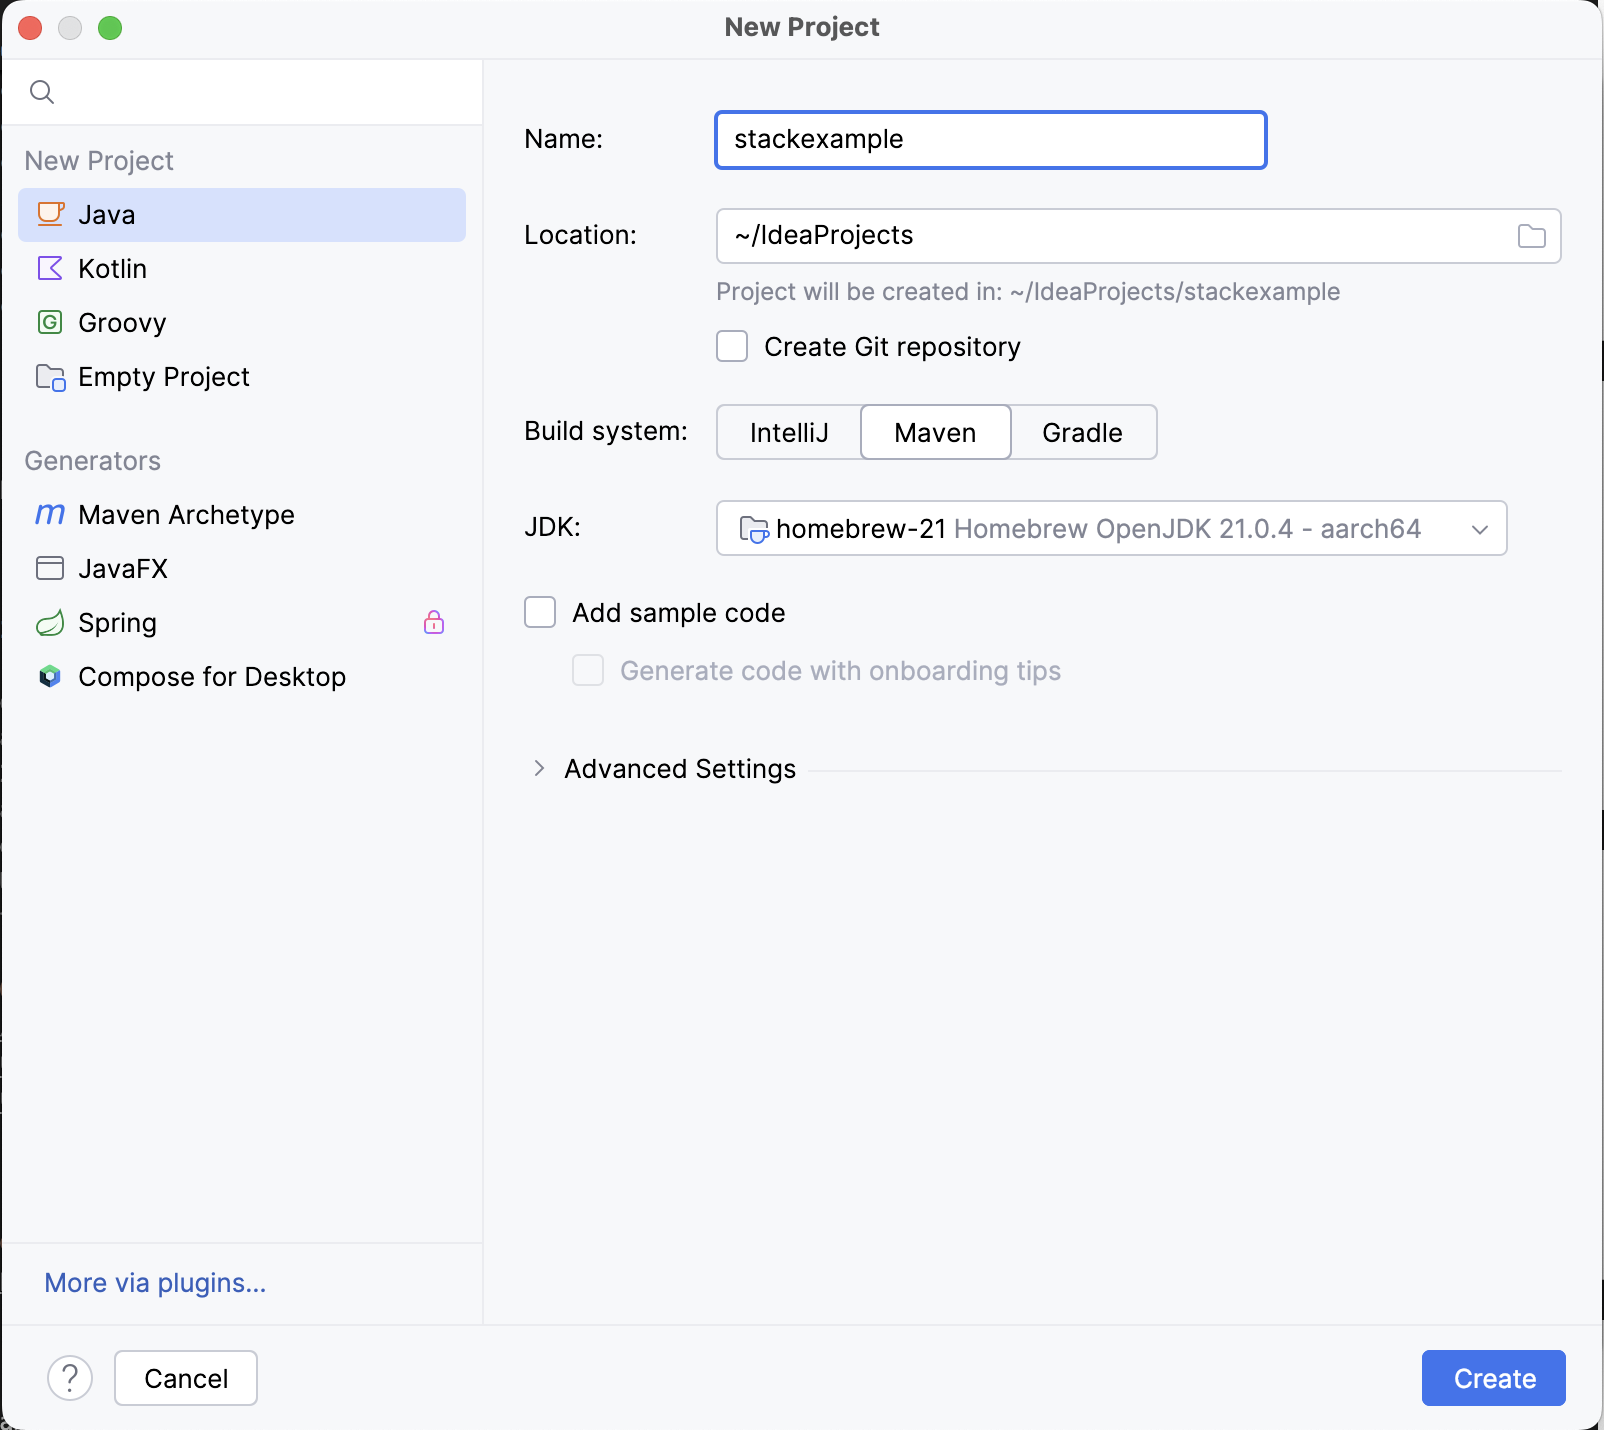 New Project
New Project
Java
Kotlin
Groovy
Empty Project
Generators
Maven Archetype
JavaFX
Spring
Compose for Desktop
More via plugins...
Name:
stackexample
Location:
~/IdeaProjects
Project will be created in: ~/IdeaProjects/stackexample
Create Git repository
Build system:
IntelliJ
Maven
Gradle
JDK:
homebrew-21 Homebrew OpenJDK 21.0.4 - aarch64
Add sample code
Generate code with onboarding tips
Advanced Settings
?
Cancel
Create